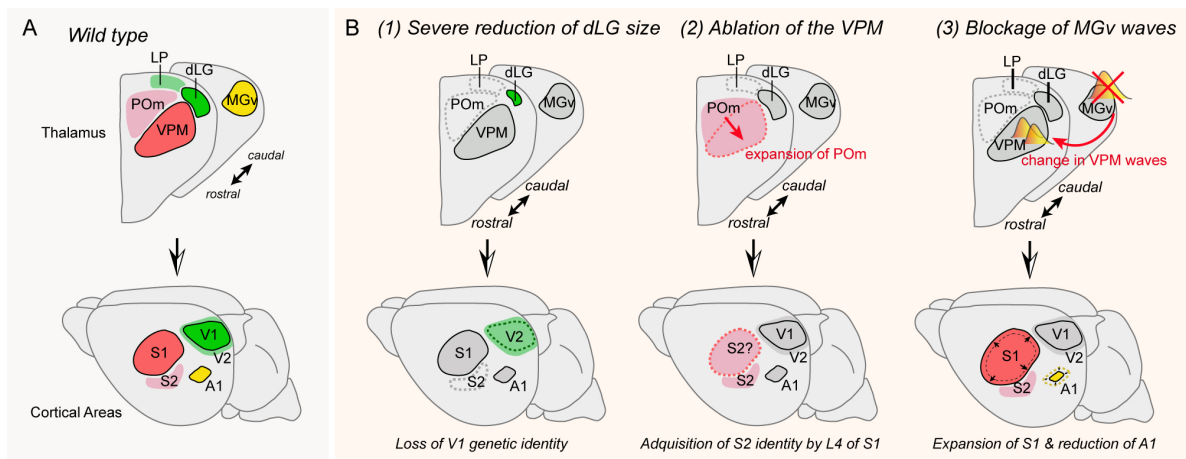 A
Wild type
LP
dLG
POm
MGv
VPM
Thalamus
caudal
rostral
S1
V1
V2
S2
A1
Cortical Areas
B
(1) Severe reduction of dLG size
LP
dLG
POm
MGv
VPM
caudal
rostral
S1
V2
S2
A1
Loss of V1 genetic identity
(2) Ablation of the VPM
LP
dLG
POm
MGv
expansion of POm
caudal
rostral
S2?
V1
V2
S2
A1
Adquisition of S2 identity by L4 of S1
(3) Blockage of MGv waves
LP
dLG
POm
MGv
VPM
change in VPM waves
caudal
rostral
S1
V1
V2
S2
A1
Expansion of S1 & reduction of A1